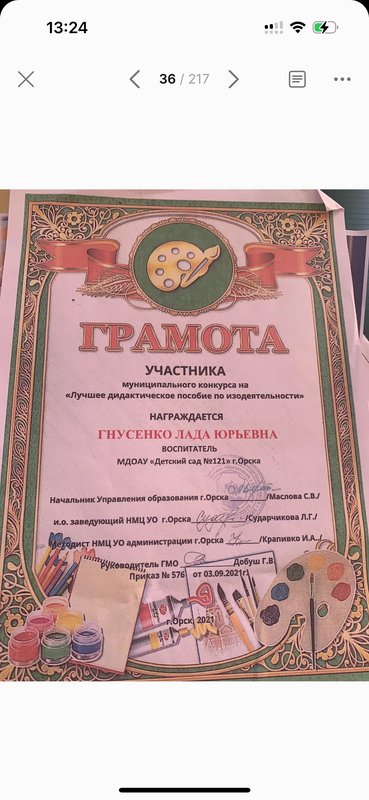 13:24
36 / 217
ГРАМОТА
УЧАСТНИКА
муниципального конкурса на
«Лучшее дидактическое пособие по изодеятельности»
НАГРАЖДАЕТСЯ
ГНУСЕНКО ЛАДА ЮРЬЕВНА
ВОСПИТАТЕЛЬ
МДОАУ «Детский сад №121» г.Орска
Начальник Управления образования г.Орска /Маслова С.В./
и.о. заведующий НМЦ УО г.Орска /Сударчикова Л.Г./
Методист НМЦ УО администрации г.Орска /Крапивко И.А./
Руководитель ГМО Добуш Г.В.
Приказ № 576 от 03.09.2021г.
г.Орск, 2021